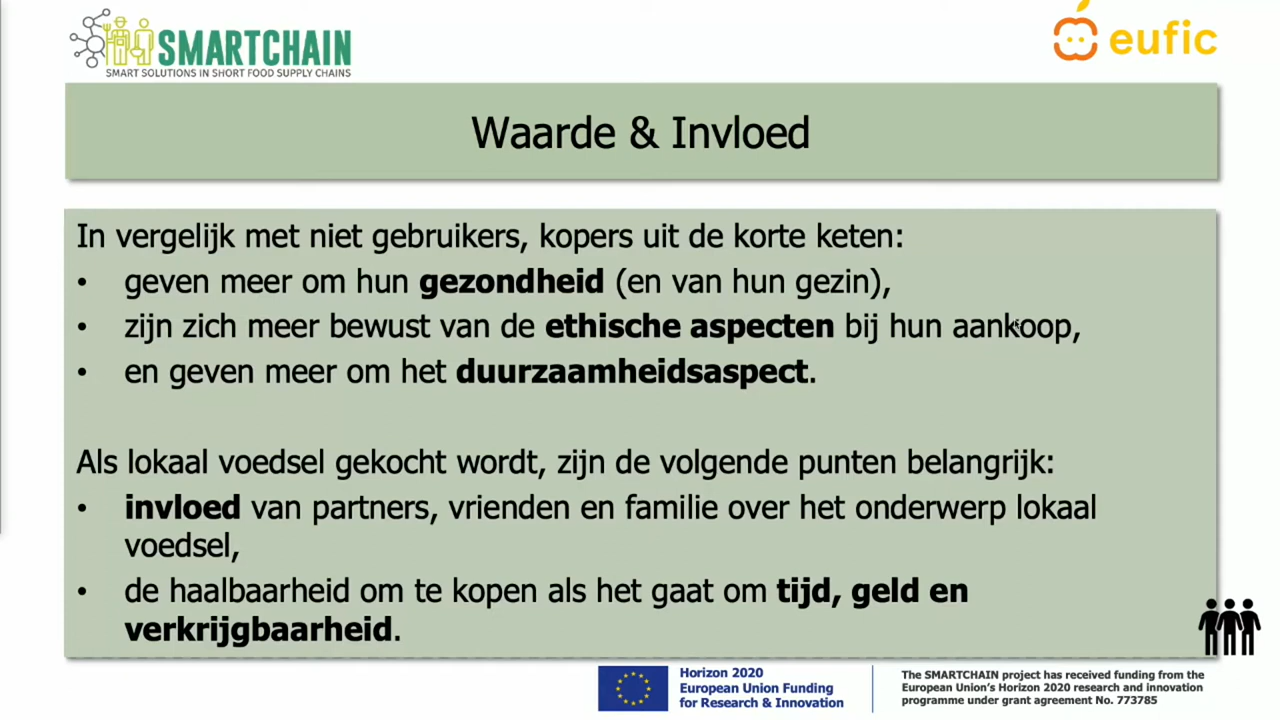 SMARTCHAIN
SMART SOLUTIONS IN SHORT FOOD SUPPLY CHAINS
eufic
Waarde & Invloed
In vergelijk met niet gebruikers, kopers uit de korte keten:
• geven meer om hun gezondheid (en van hun gezin),
• zijn zich meer bewust van de ethische aspecten bij hun aankoop,
• en geven meer om het duurzaamheidsaspect.
Als lokaal voedsel gekocht wordt, zijn de volgende punten belangrijk:
• invloed van partners, vrienden en familie over het onderwerp lokaal
voedsel,
• de haalbaarheid om te kopen als het gaat om tijd, geld en
verkrijgbaarheid.
Horizon 2020
European Union Funding
for Research & Innovation
The SMARTCHAIN project has received funding from the
European Union's Horizon 2020 research and innovation
programme under grant agreement No. 773785